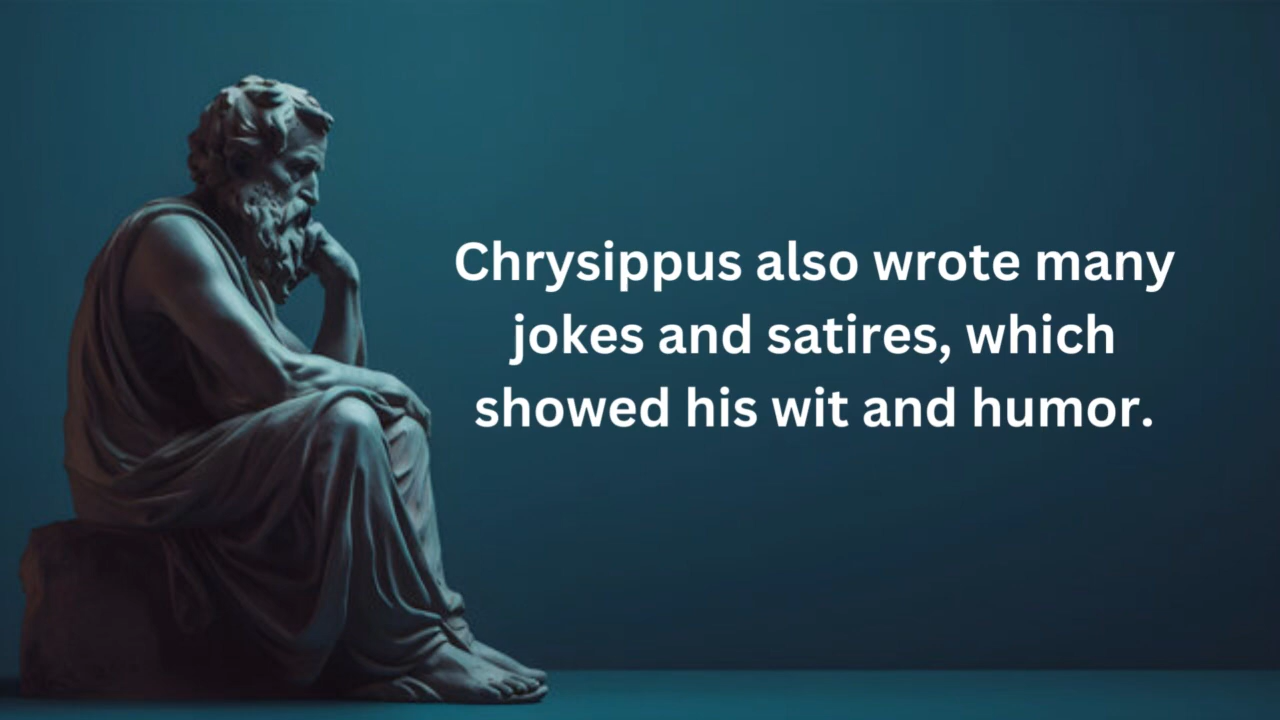 Chrysippus also wrote many
jokes and satires, which
showed his wit and humor.